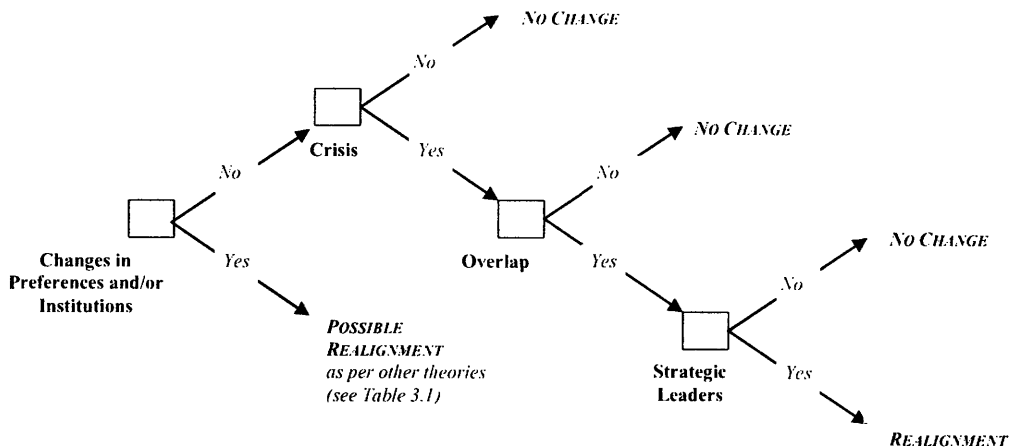 NO CHANGE
No
Crisis
Yes
NO CHANGE
No
No
Changes in
Preferences and/or
Institutions
Yes
Overlap
Yes
NO CHANGE
No
POSSIBLE
REALIGNMENT
as per other theories
(see Table 3.1)
Strategic
Leaders
Yes
REALIGNMENT